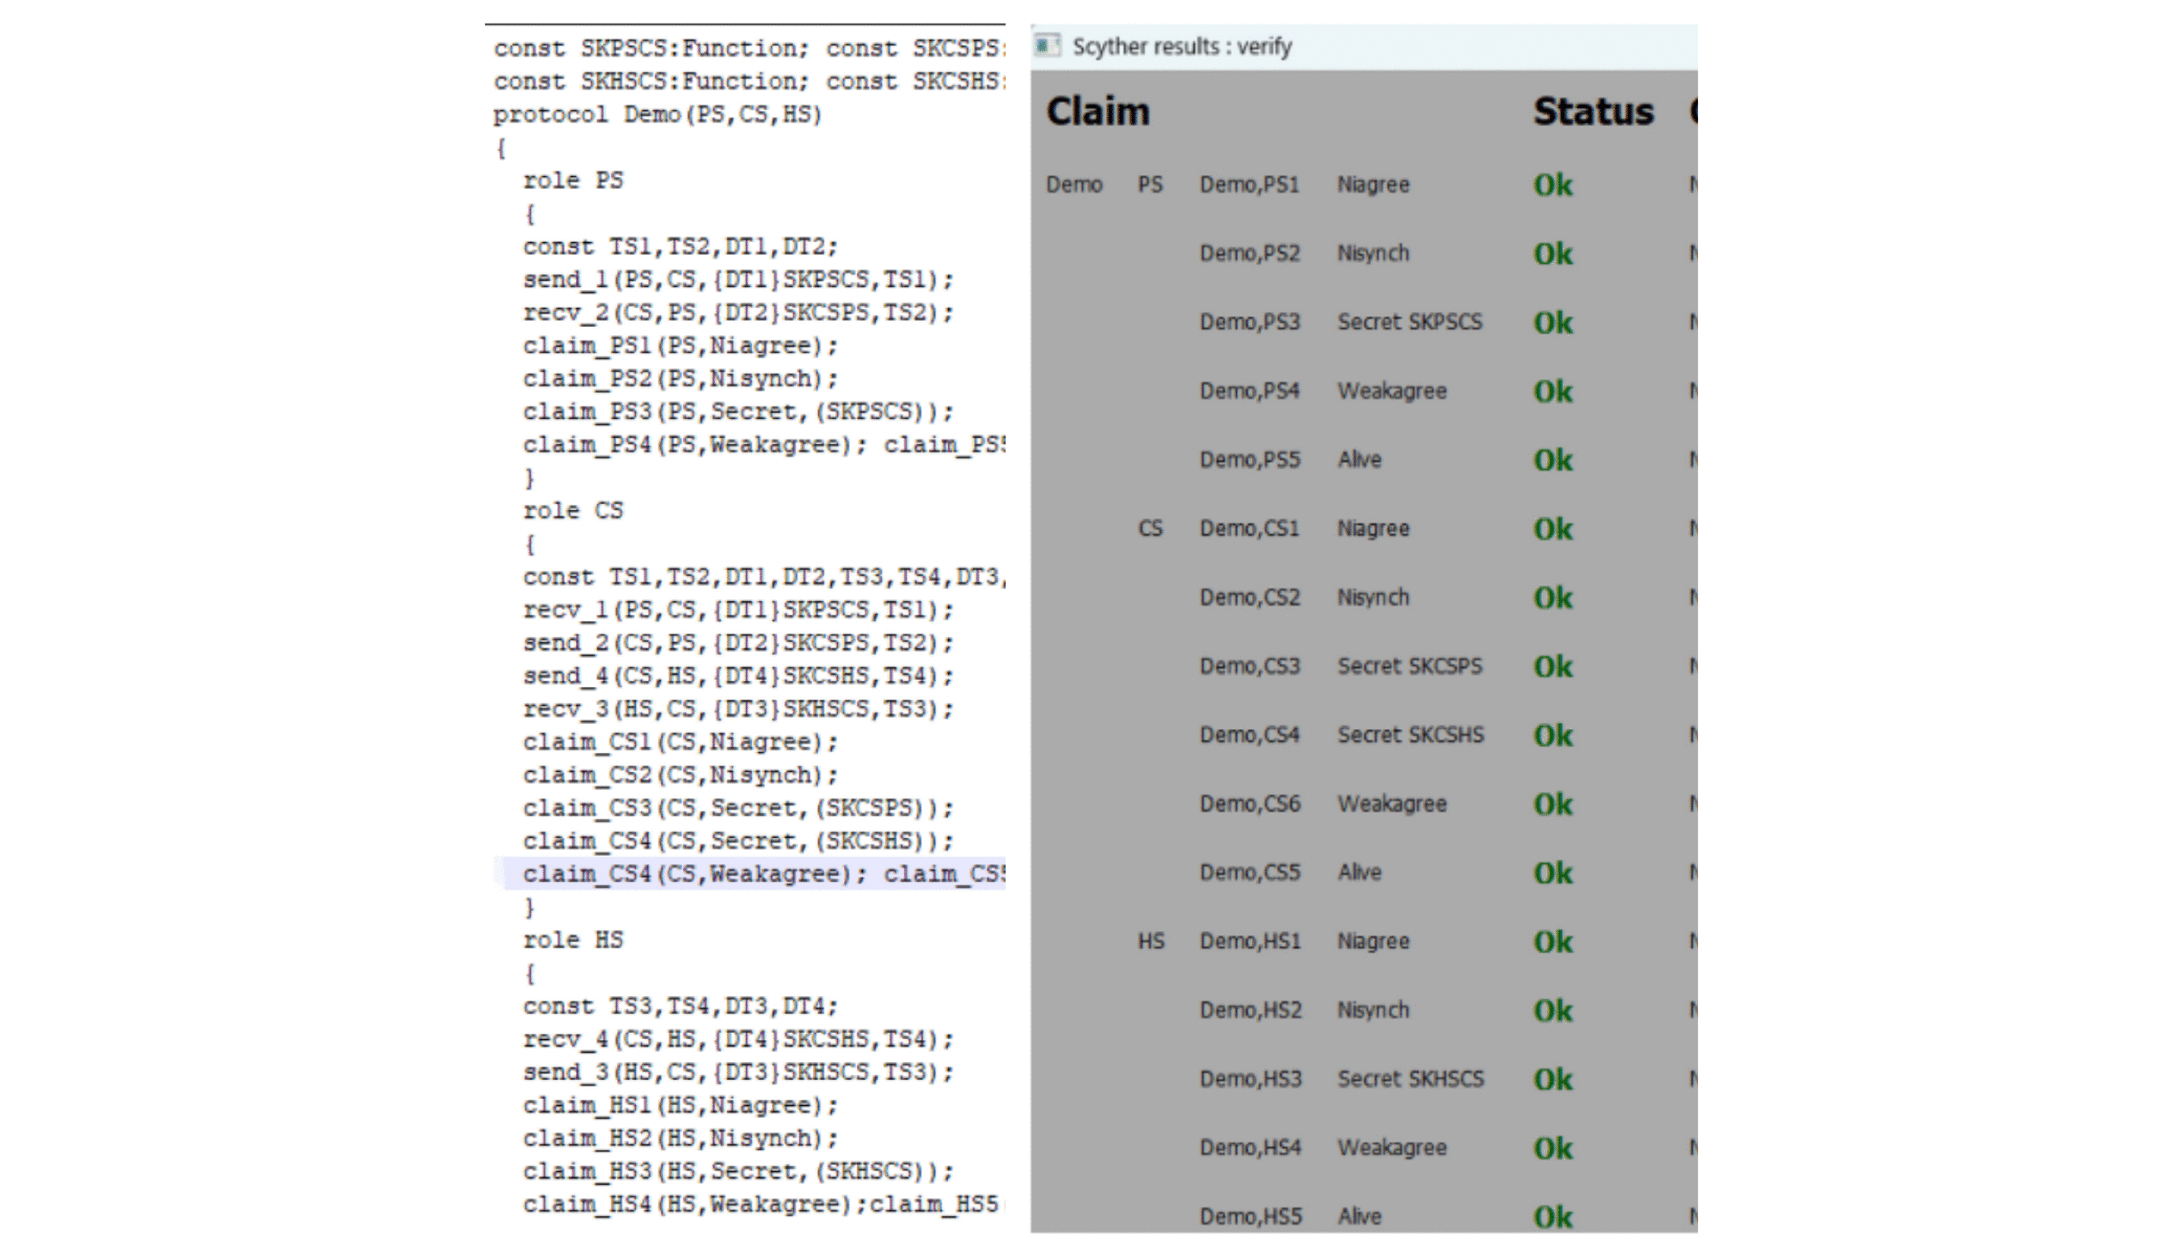 const SKPSCS:Function; const SKCSPS:
const SKHSCS:Function; const SKCSHS:
protocol Demo(PS,CS,HS)
{
role PS
{
const TS1,TS2,DT1,DT2;
send_1(PS,CS,{DT1}SKPSCS,TS1);
recv_2(CS,PS,{DT2}SKCSPS,TS2);
claim_PS1(PS,Niagree);
claim_PS2(PS,Nisynch);
claim_PS3(PS,Secret,(SKPSCS));
claim_PS4(PS,Weakagree); claim_PS5
}
role CS
{
const TS1,TS2,DT1,DT2,TS3,TS4,DT3,
recv_1(PS,CS,{DT1}SKPSCS,TS1);
send_2(CS,PS,{DT2}SKCSPS,TS2);
send_4(CS,HS,{DT4}SKCSHS,TS4);
recv_3(HS,CS,{DT3}SKHSCS,TS3);
claim_CS1(CS,Niagree);
claim_CS2(CS,Nisynch);
claim_CS3(CS,Secret,(SKCSPS));
claim_CS4(CS,Secret,(SKCSHS));
claim_CS4(CS,Weakagree); claim_CS5
}
role HS
{
const TS3,TS4,DT3,DT4;
recv_4(CS,HS,{DT4}SKCSHS,TS4);
send_3(HS,CS,{DT3}SKHSCS,TS3);
claim_HS1(HS,Niagree);
claim_HS2(HS,Nisynch);
claim_HS3(HS,Secret,(SKHSCS));
claim_HS4(HS,Weakagree);claim_HS5
Scyther results : verify
Claim Status
Demo PS Demo,PS1 Niagree Ok
Demo,PS2 Nisynch Ok
Demo,PS3 Secret SKPSCS Ok
Demo,PS4 Weakagree Ok
Demo,PS5 Alive Ok
CS Demo,CS1 Niagree Ok
Demo,CS2 Nisynch Ok
Demo,CS3 Secret SKCSPS Ok
Demo,CS4 Secret SKCSHS Ok
Demo,CS6 Weakagree Ok
Demo,CS5 Alive Ok
HS Demo,HS1 Niagree Ok
Demo,HS2 Nisynch Ok
Demo,HS3 Secret SKHSCS Ok
Demo,HS4 Weakagree Ok
Demo,HS5 Alive Ok